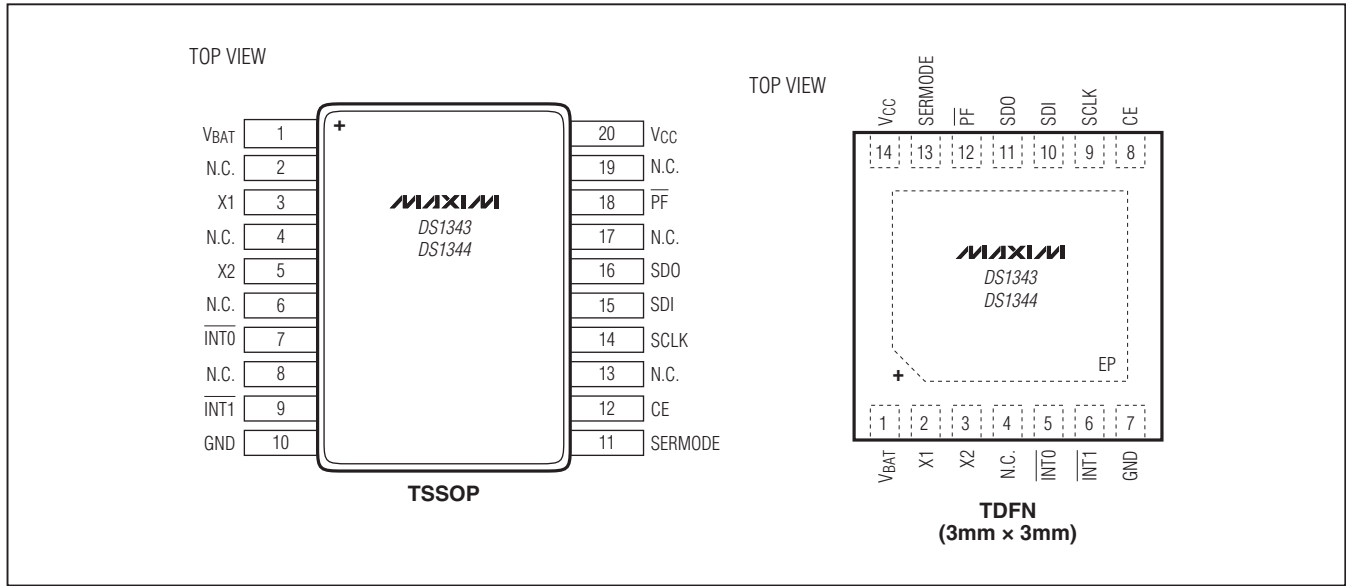 TOP VIEW
VBAT 1
N.C. 2
X1 3
N.C. 4
X2 5
N.C. 6
INT0 7
N.C. 8
INT1 9
GND 10
+
MAXIM
DS1343
DS1344
20 VCC
19 N.C.
18 PF
17 N.C.
16 SDO
15 SDI
14 SCLK
13 N.C.
12 CE
11 SERMODE
TSSOP
TOP VIEW
VCC SERMODE PF SDO SDI SCLK CE
14 13 12 11 10 9 8
MAXIM
DS1343
DS1344
EP
+
1 2 3 4 5 6 7
VBAT X1 X2 N.C. INT0 INT1 GND
TDFN
(3mm × 3mm)